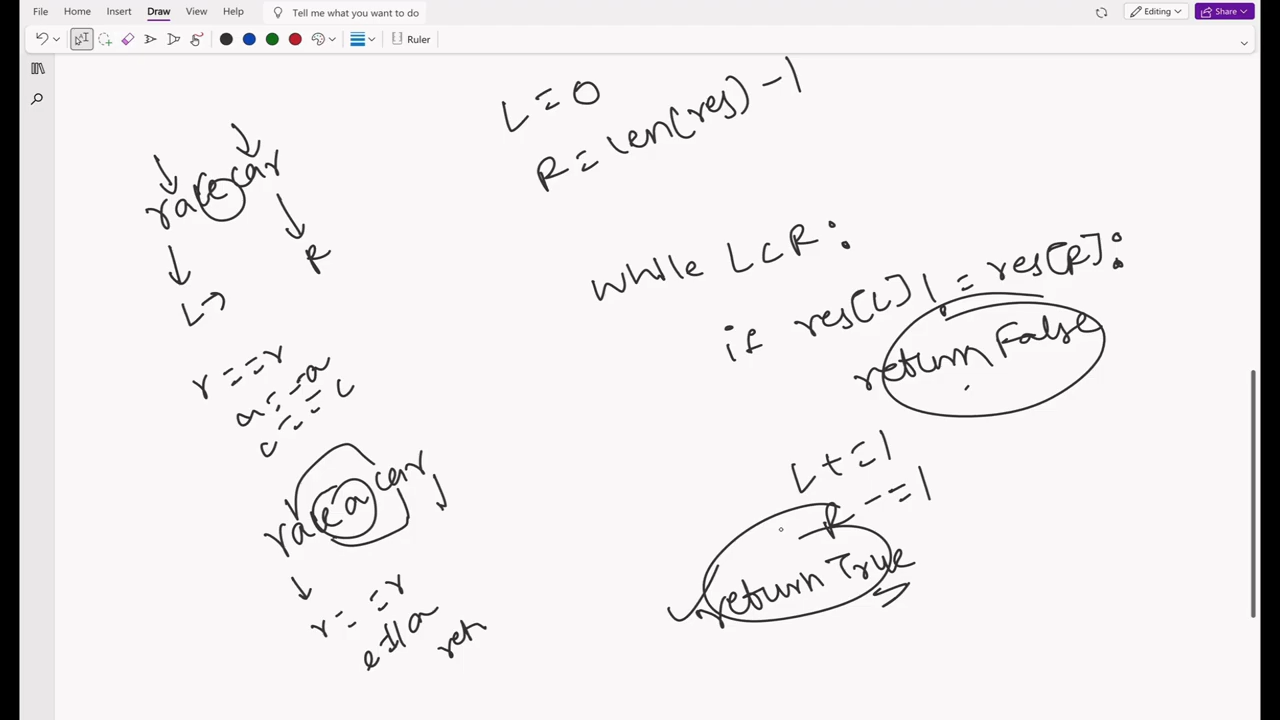 File Home Insert Draw View Help Tell me what you want to do Editing Share
Ruler
L = 0
R = len(res) - 1
racecar
R
L
while L < R :
if res[L] != res[R] :
return False
r == r
a == a
c == c
L += 1
R -= 1
return True
r == r
ret